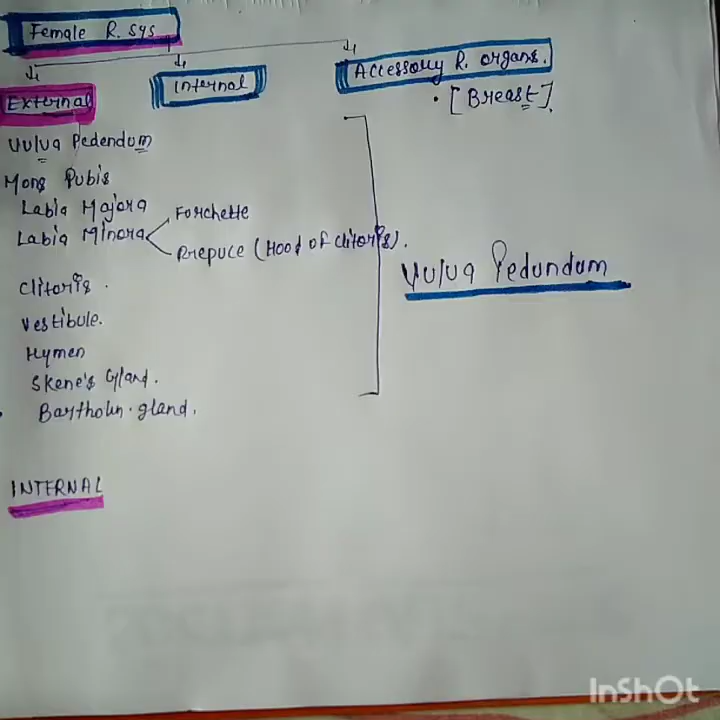 Female R. sys
External
Internal
Accessory R. organs.
• [Breast].
Vulva Pedendum
Mons Pubis
Labia Majora
Labia Minora
Forchette
Prepuce (Hood of clitoris).
Clitoris.
Vestibule.
Hymen
Skene's Gland.
Bartholin. gland.
Vulva Pedundum
INTERNAL
InShOt